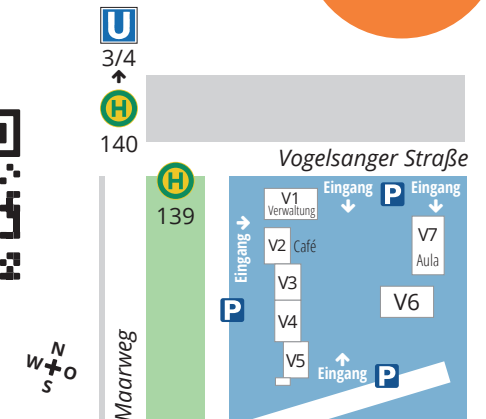 U
3/4
H
140
Vogelsanger Straße
H
139
Eingang
P
Eingang
V1
Verwaltung
Eingang
V2
Café
V7
Aula
V3
P
V6
V4
V5
Eingang
P
Maarweg
N
W
O
S